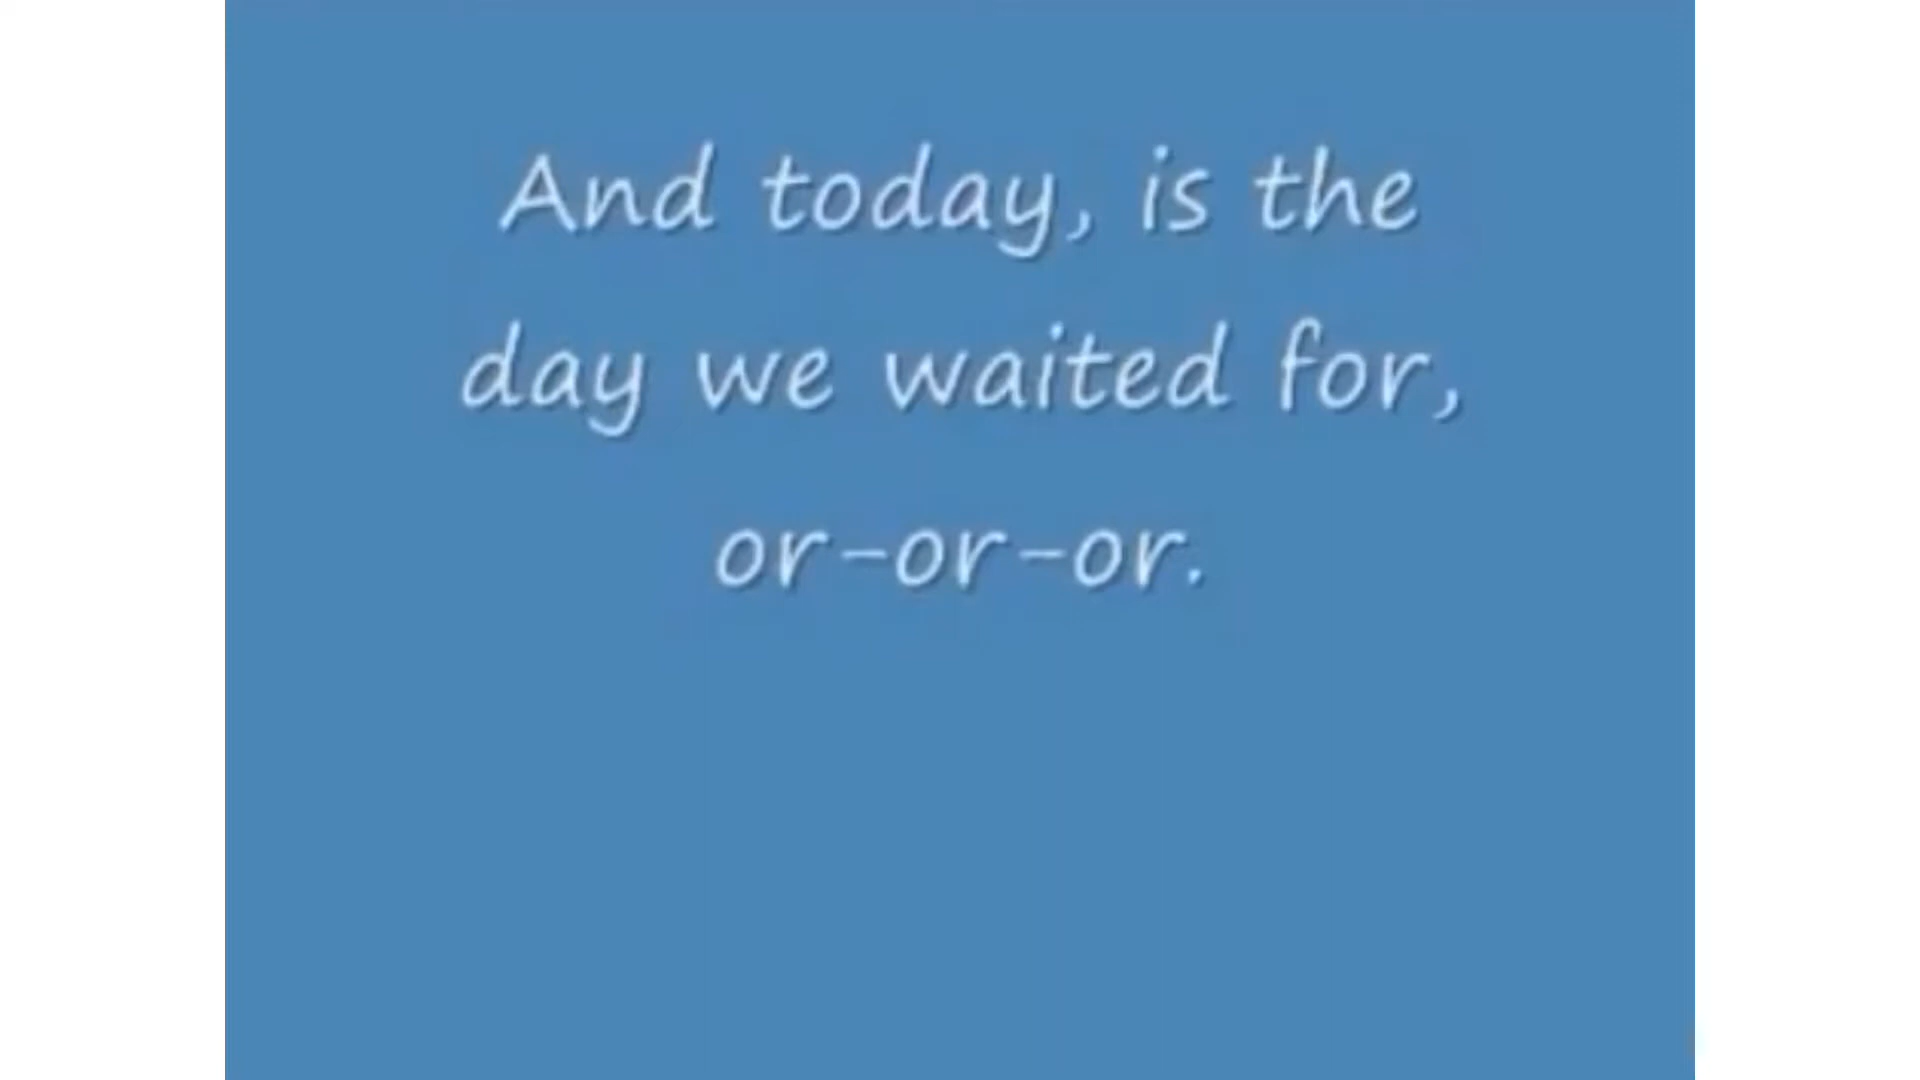 And today, is the
day we waited for,
or-or-or.